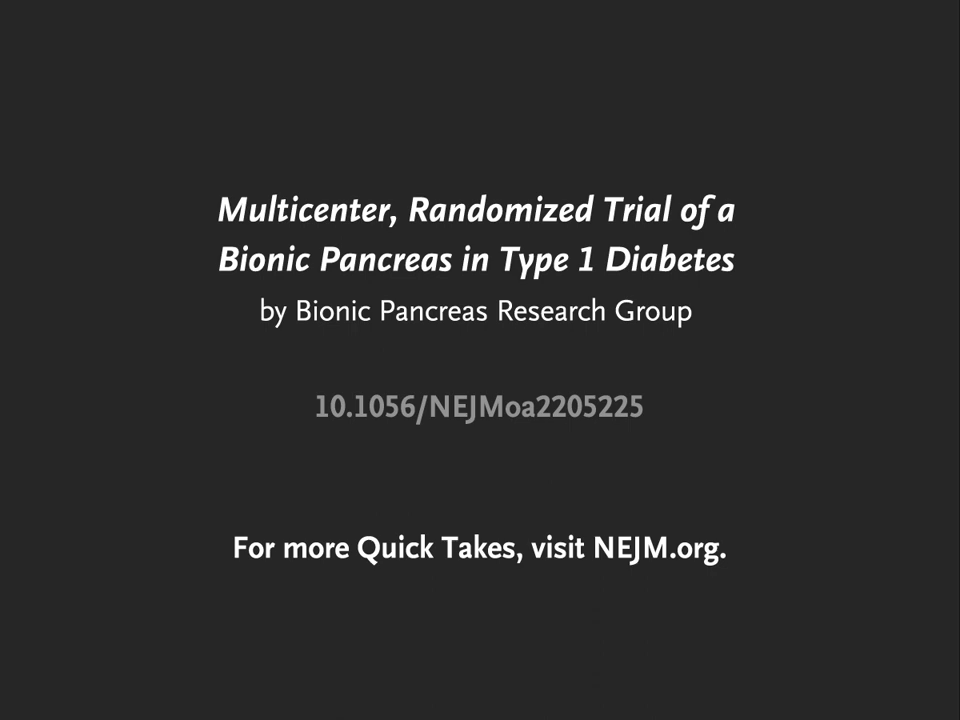 Multicenter, Randomized Trial of a
Bionic Pancreas in Type 1 Diabetes
by Bionic Pancreas Research Group
10.1056/NEJMoa2205225
For more Quick Takes, visit NEJM.org.